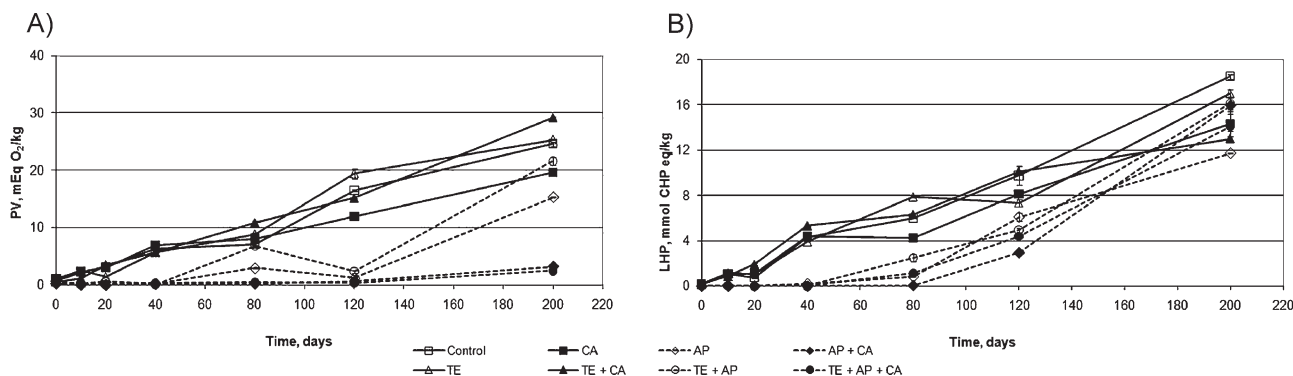 A)
B)
40
30
20
10
0
PV, mEq O₂/kg
0 20 40 60 80 100 120 140 160 180 200 220
Time, days
20
16
12
8
4
0
LHP, mmol CHP eq/kg
0 20 40 60 80 100 120 140 160 180 200 220
Time, days
Control CA AP AP + CA
TE TE + CA TE + AP TE + AP + CA